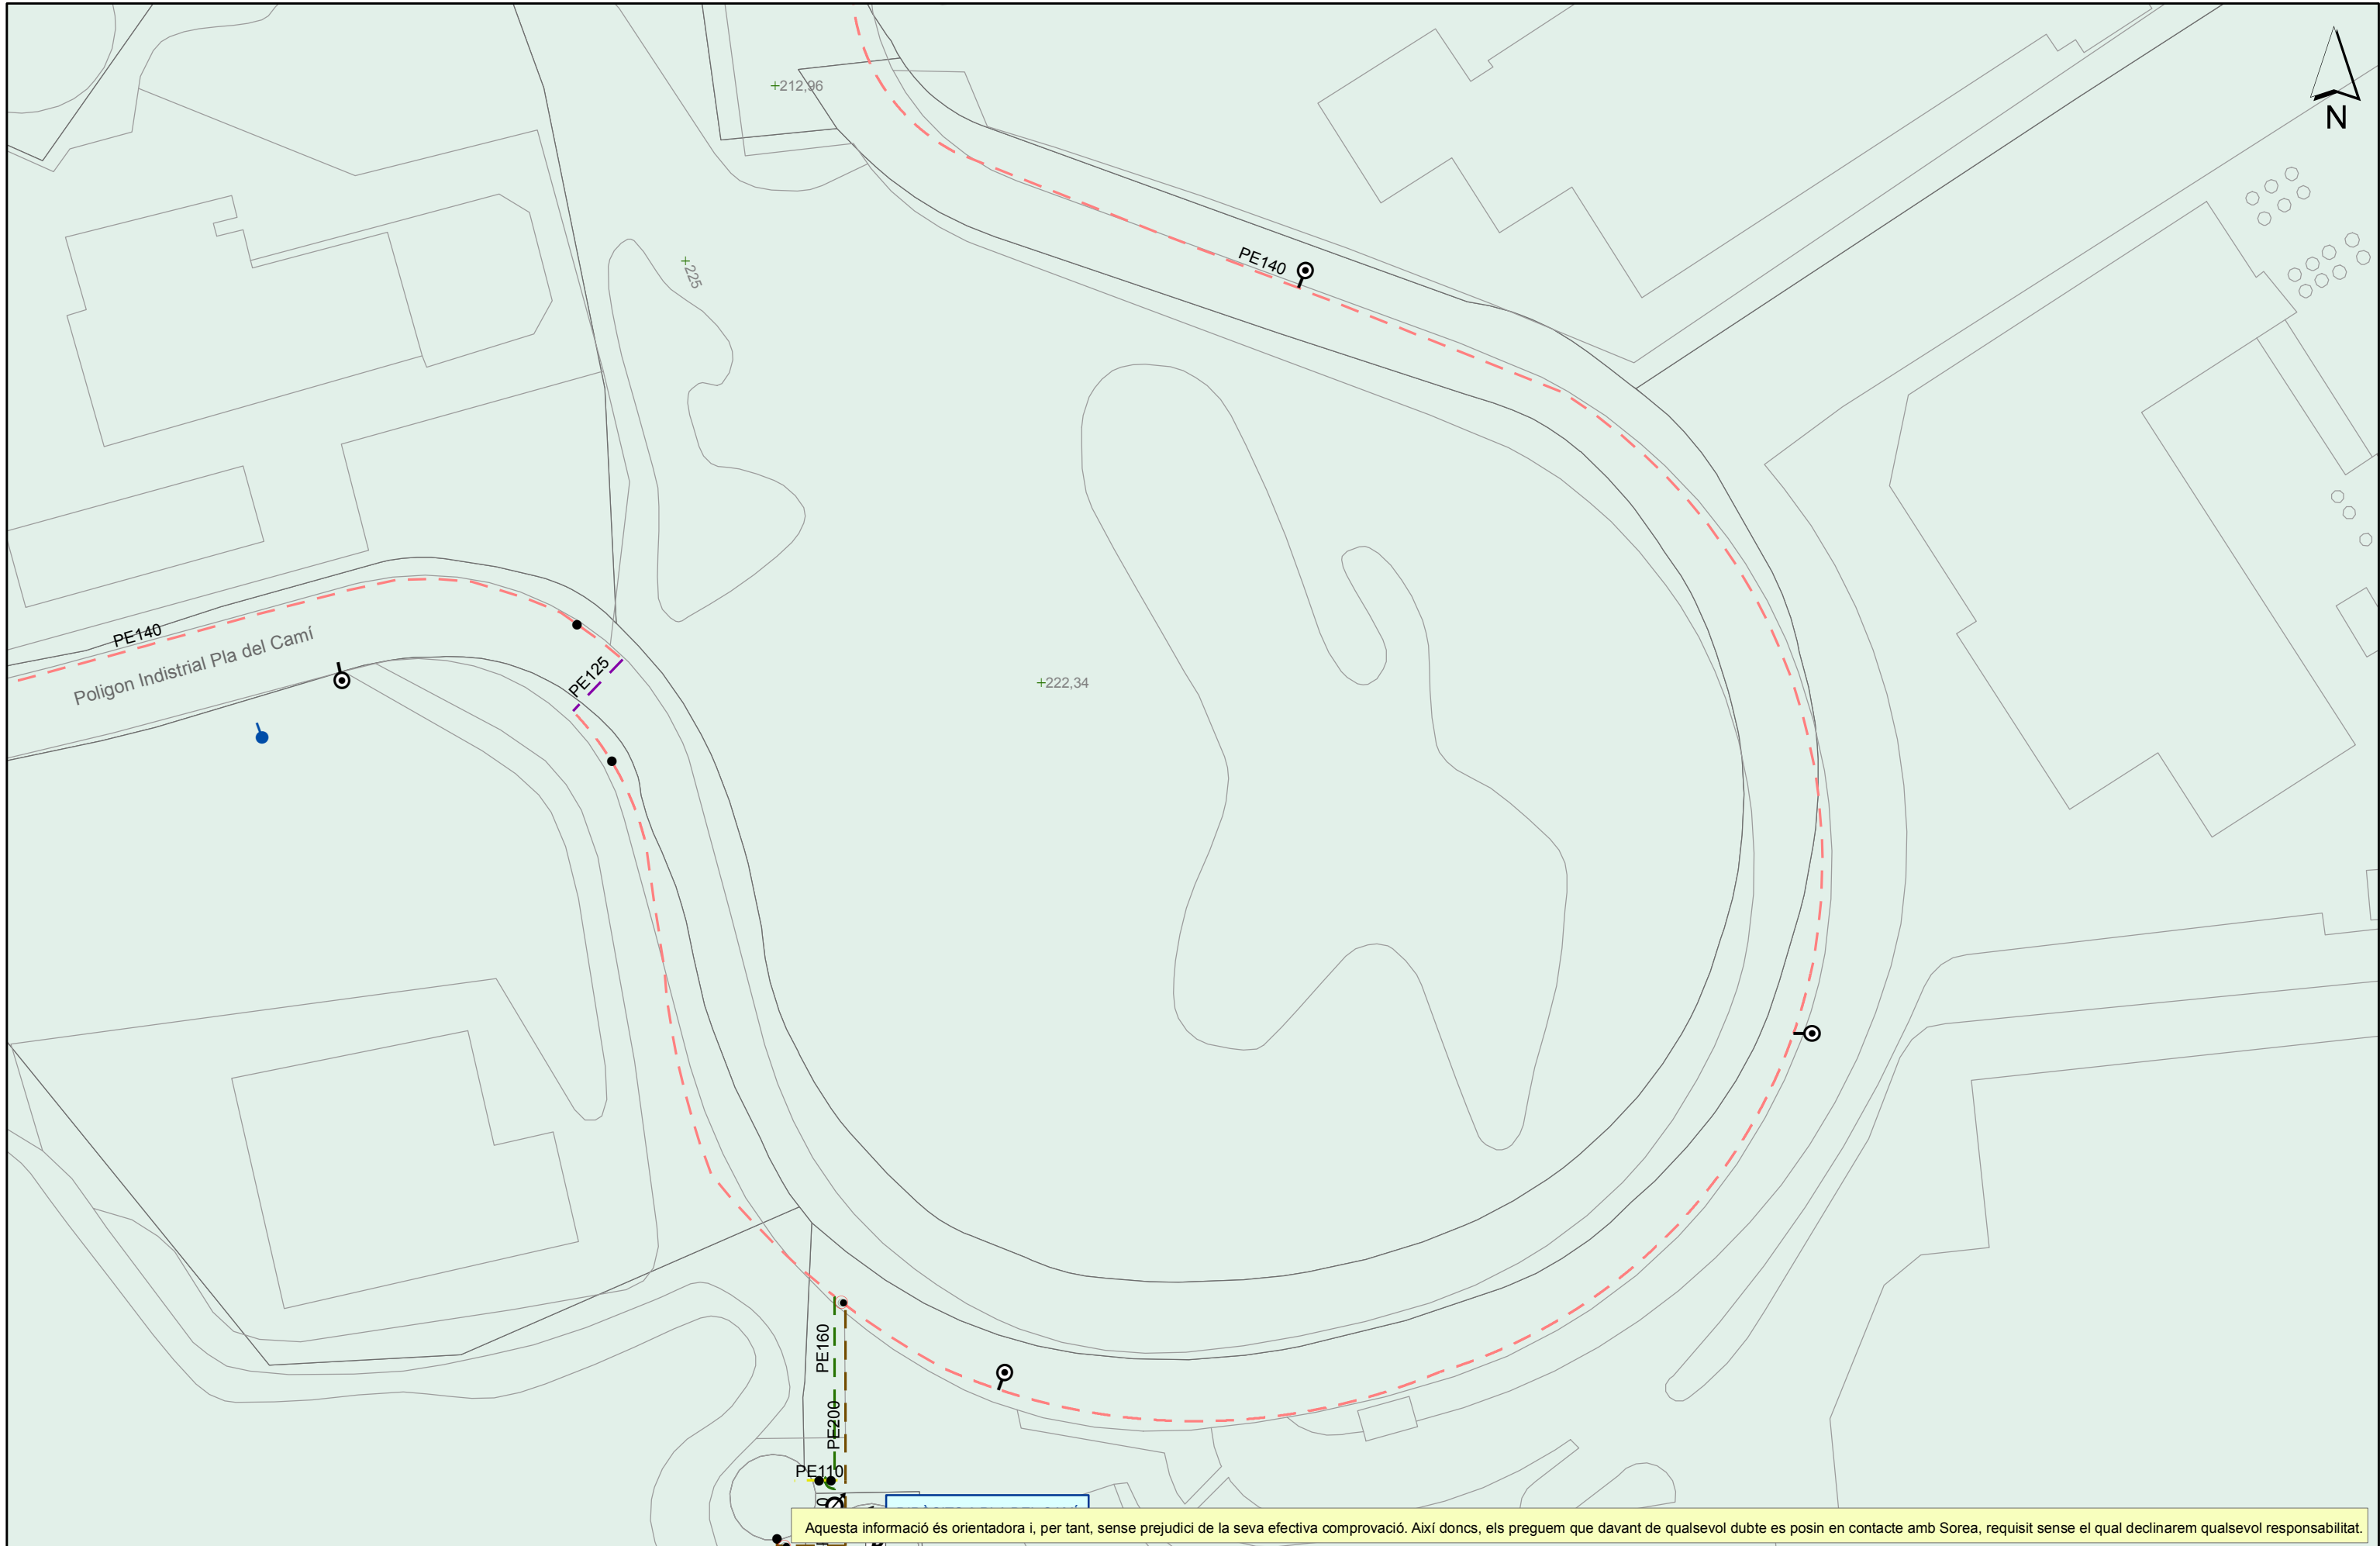 +212,96
N
+225
PE140
PE140
Poligon Indistrial Pla del Camí
PE125
+222,34
PE160
PE200
PE110
Aquesta informació és orientadora i, per tant, sense prejudici de la seva efectiva comprovació. Així doncs, els preguem que davant de qualsevol dubte es posin en contacte amb Sorea, requisit sense el qual declinarem qualsevol responsabilitat.